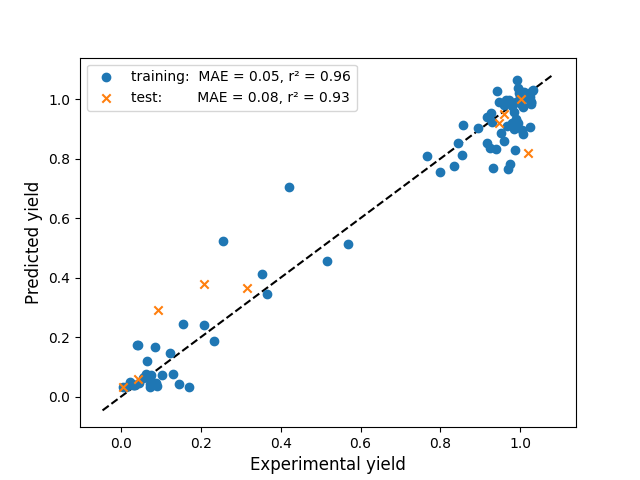 training:  MAE = 0.05, r² = 0.96
test:        MAE = 0.08, r² = 0.93
1.0
0.8
0.6
0.4
0.2
0.0
Predicted yield
0.0 0.2 0.4 0.6 0.8 1.0
Experimental yield